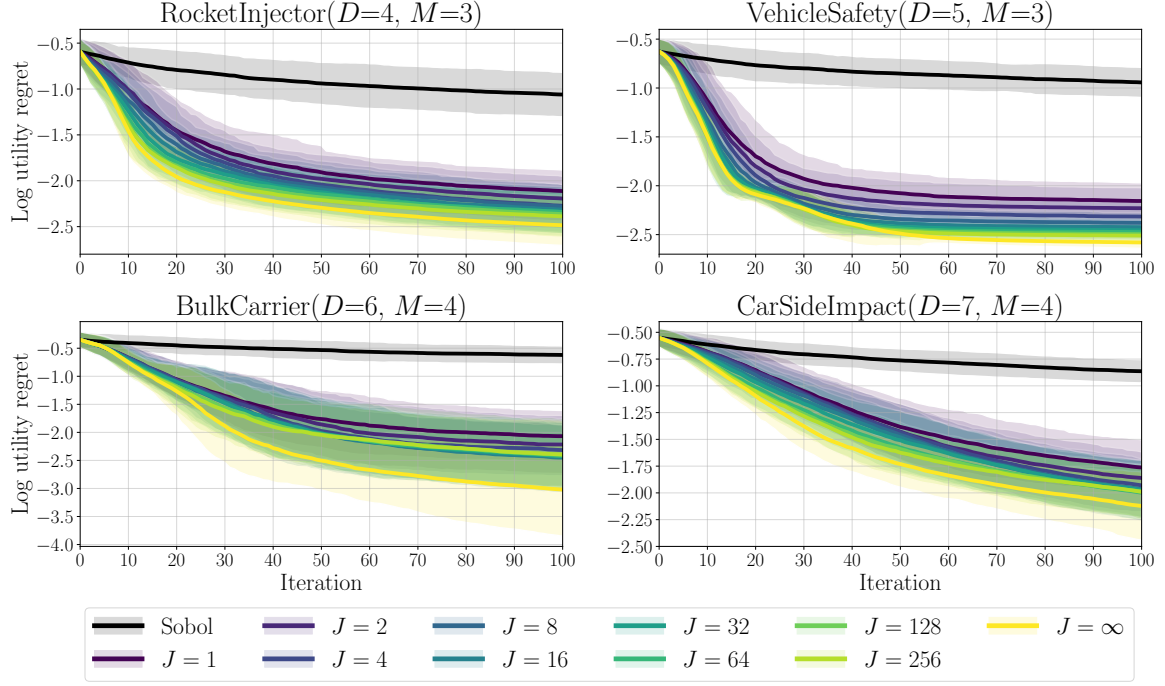 RocketInjector(D=4, M=3)
VehicleSafety(D=5, M=3)
Log utility regret
−0.5
−1.0
−1.5
−2.0
−2.5
0 10 20 30 40 50 60 70 80 90 100
−0.5
−1.0
−1.5
−2.0
−2.5
0 10 20 30 40 50 60 70 80 90 100
BulkCarrier(D=6, M=4)
CarSideImpact(D=7, M=4)
Log utility regret
−0.5
−1.0
−1.5
−2.0
−2.5
−3.0
−3.5
−4.0
0 10 20 30 40 50 60 70 80 90 100
Iteration
−0.50
−0.75
−1.00
−1.25
−1.50
−1.75
−2.00
−2.25
−2.50
0 10 20 30 40 50 60 70 80 90 100
Iteration
Sobol J = 2 J = 8 J = 32 J = 128 J = ∞
J = 1 J = 4 J = 16 J = 64 J = 256